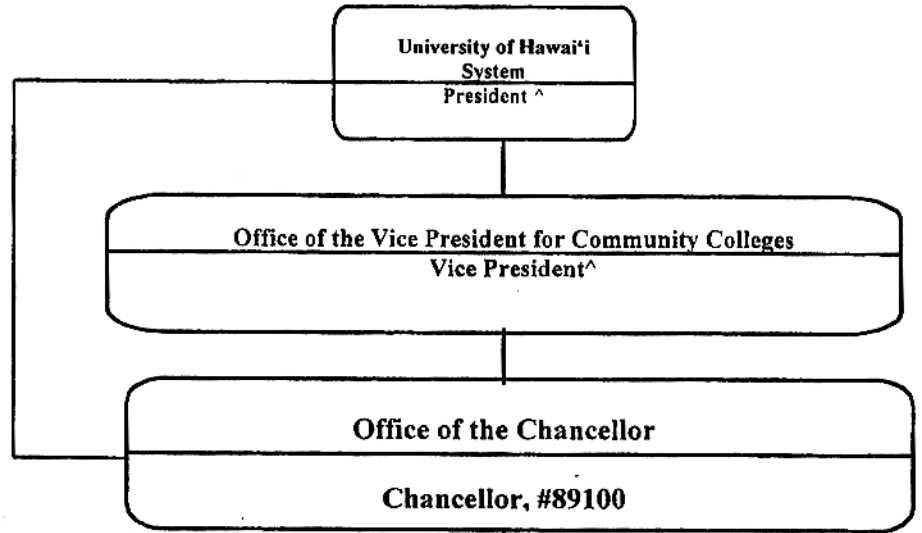 University of Hawaiʻi
System
President ^
Office of the Vice President for Community Colleges
Vice President^
Office of the Chancellor
Chancellor, #89100